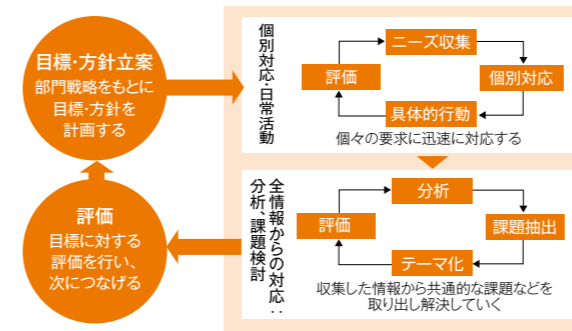 目標・方針立案
部門戦略をもとに
目標・方針を
計画する
個別対応・日常活動
ニーズ収集
個別対応
具体的行動
評価
個々の要求に迅速に対応する
全情報からの対応：
分析、課題検討
分析
課題抽出
テーマ化
評価
収集した情報から共通的な課題などを
取り出し解決していく
評価
目標に対する
評価を行い、
次につなげる